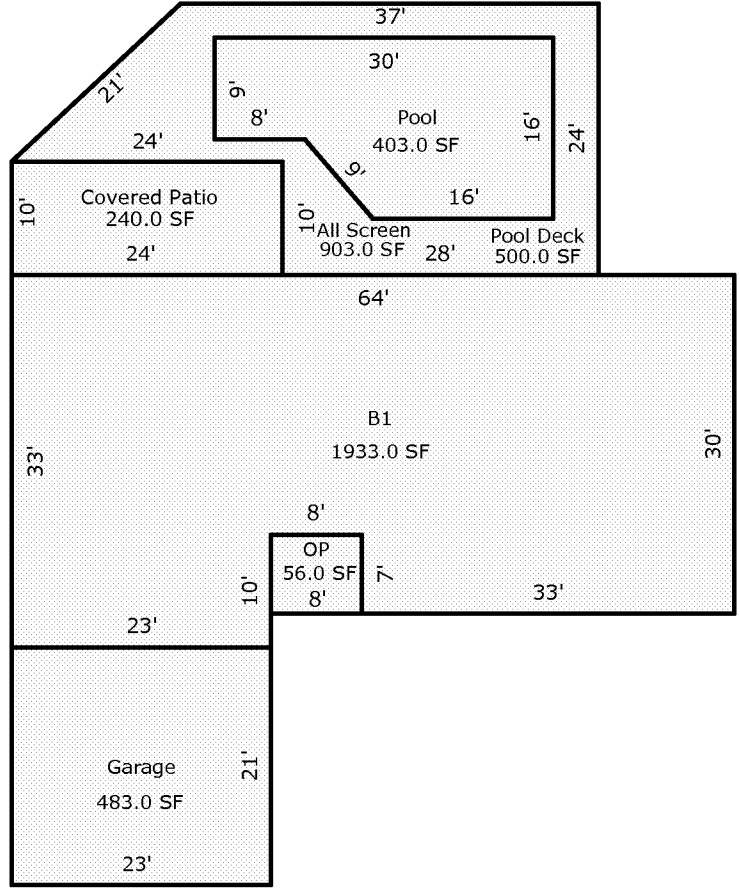 37'
21'
30'
9'
8'
Pool
403.0 SF
16'
24'
24'
9'
16'
10'
Covered Patio
240.0 SF
24'
10'
All Screen
903.0 SF
28'
Pool Deck
500.0 SF
64'
B1
1933.0 SF
33'
30'
8'
OP
56.0 SF
8'
10'
7'
33'
23'
Garage
483.0 SF
21'
23'